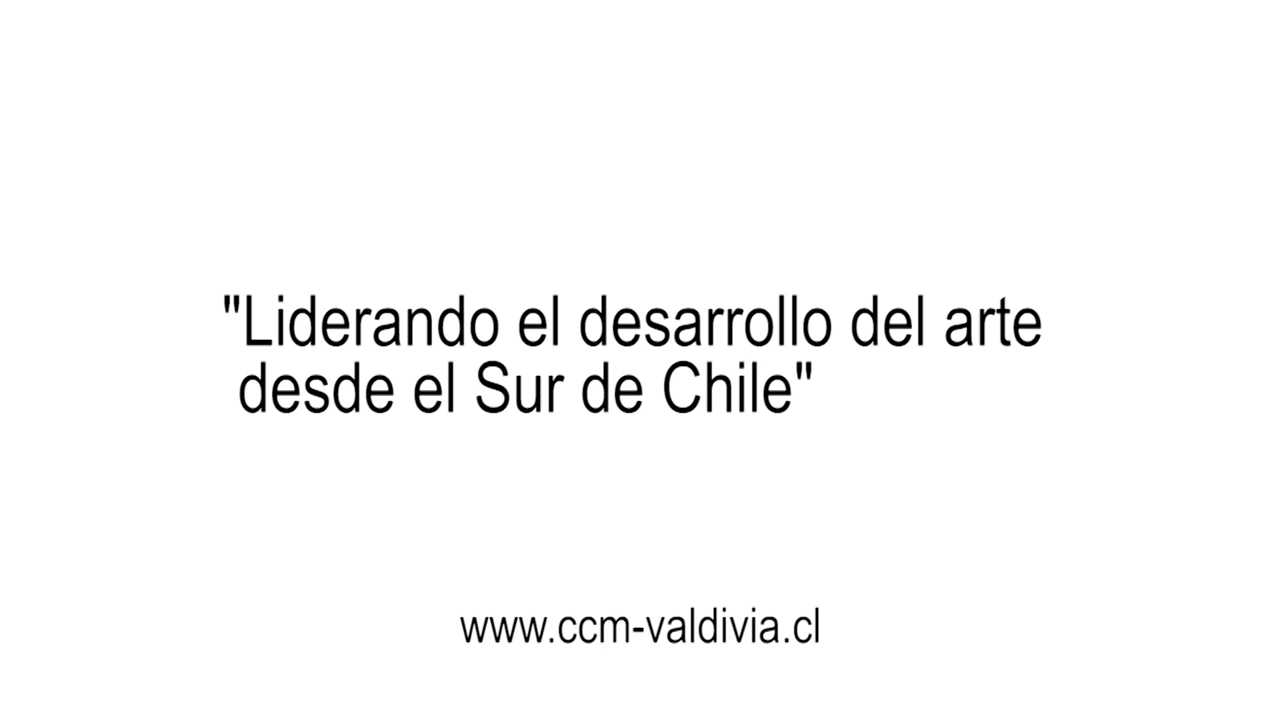 "Liderando el desarrollo del arte
desde el Sur de Chile"
www.ccm-valdivia.cl